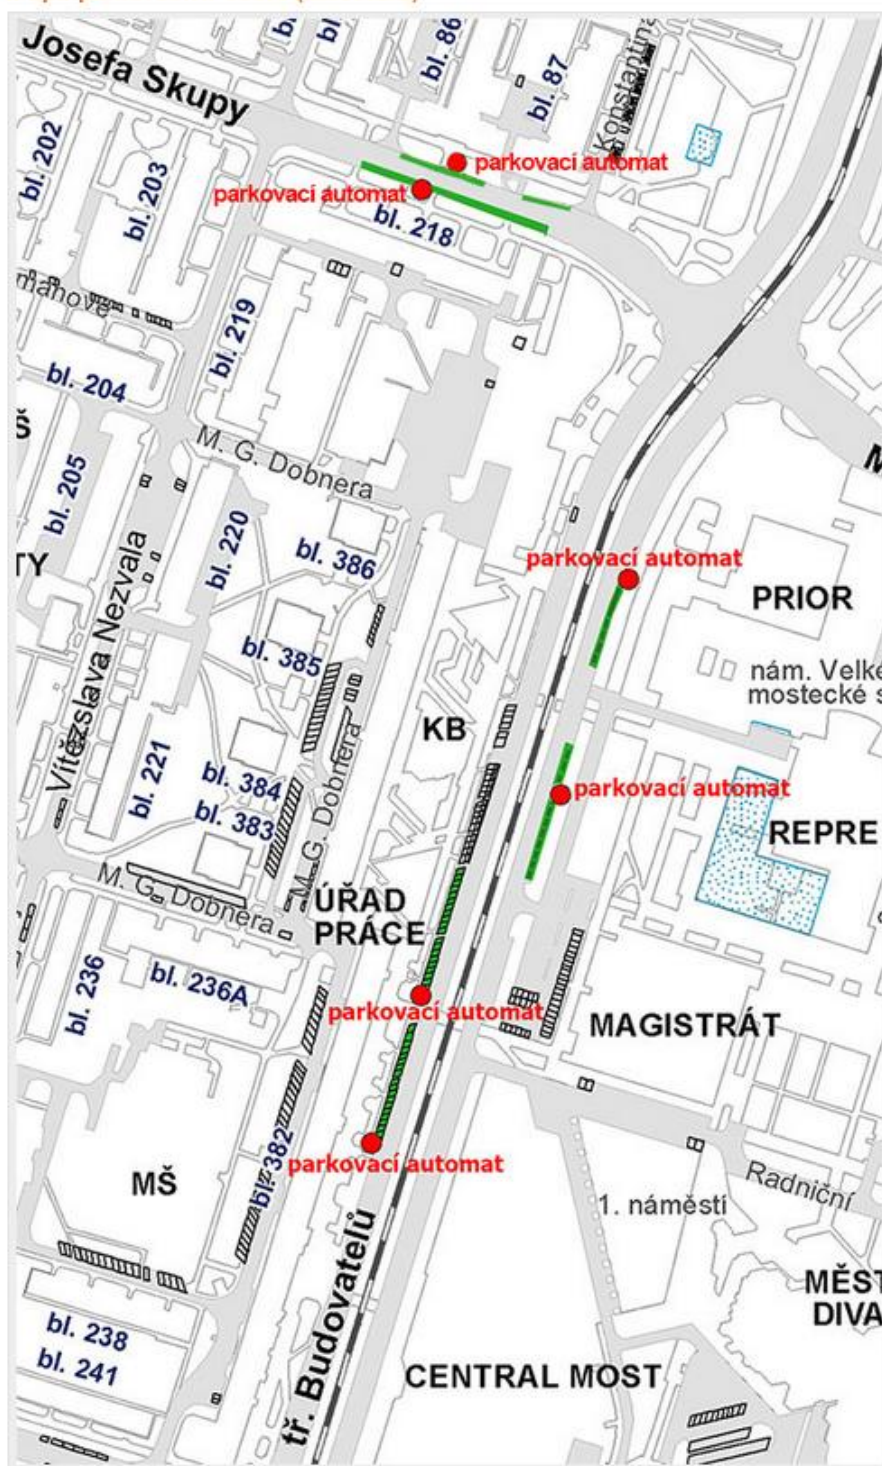 Josefa Skupy
bl. 86
bl. 87
Konstantina
bl. 202
bl. 203
parkovací automat
parkovací automat
bl. 218
bl. 219
bl. 204
M. G. Dobnera
bl. 205
bl. 220
bl. 386
TY
parkovací automat
PRIOR
bl. 385
Vítězslava Nezvala
nám. Velké
mostecké s
KB
bl. 221
bl. 384
bl. 383
M. G. Dobnera
parkovací automat
REPRE
M. G. Dobnera
ÚŘAD
PRÁCE
bl. 236
bl. 236A
parkovací automat
MAGISTRÁT
bl. 382
parkovací automat
MŠ
Radniční
1. náměstí
tř. Budovatelů
MĚST
DIVA
bl. 238
bl. 241
CENTRAL MOST